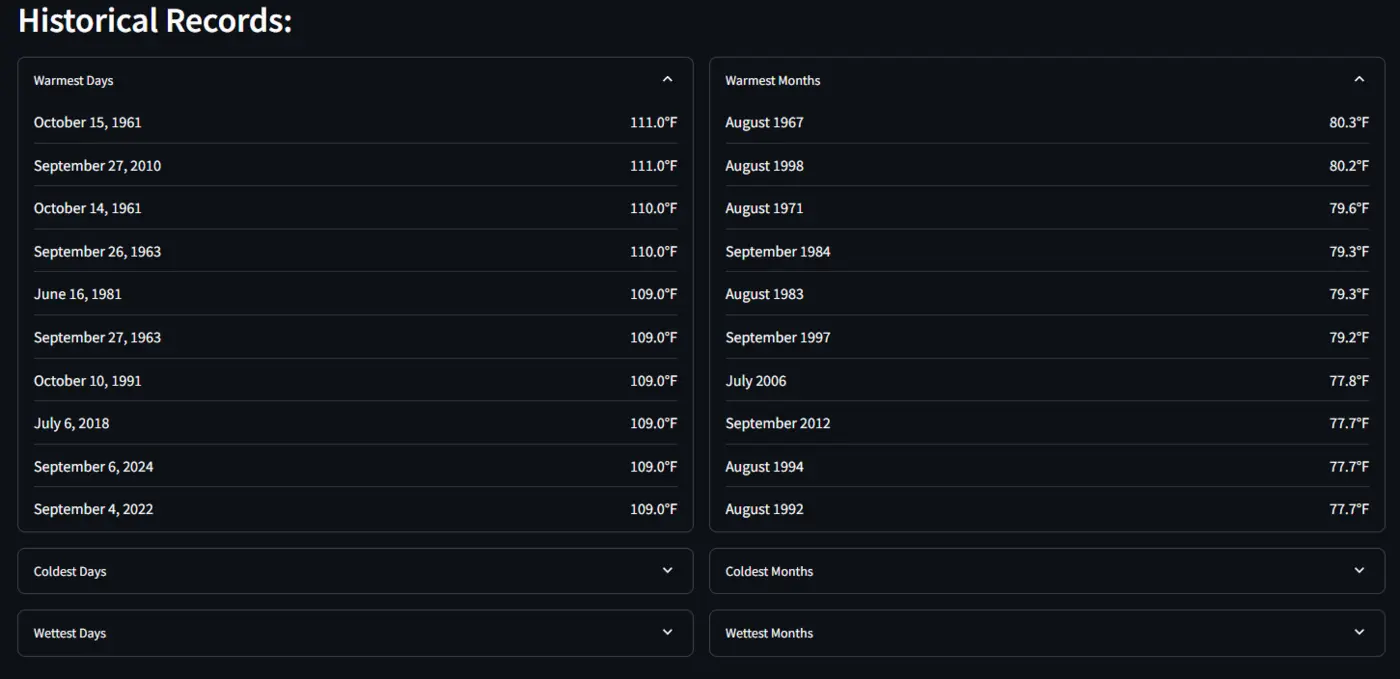 Historical Records:
Warmest Days
October 15, 1961 111.0°F
September 27, 2010 111.0°F
October 14, 1961 110.0°F
September 26, 1963 110.0°F
June 16, 1981 109.0°F
September 27, 1963 109.0°F
October 10, 1991 109.0°F
July 6, 2018 109.0°F
September 6, 2024 109.0°F
September 4, 2022 109.0°F
Warmest Months
August 1967 80.3°F
August 1998 80.2°F
August 1971 79.6°F
September 1984 79.3°F
August 1983 79.3°F
September 1997 79.2°F
July 2006 77.8°F
September 2012 77.7°F
August 1994 77.7°F
August 1992 77.7°F
Coldest Days
Coldest Months
Wettest Days
Wettest Months